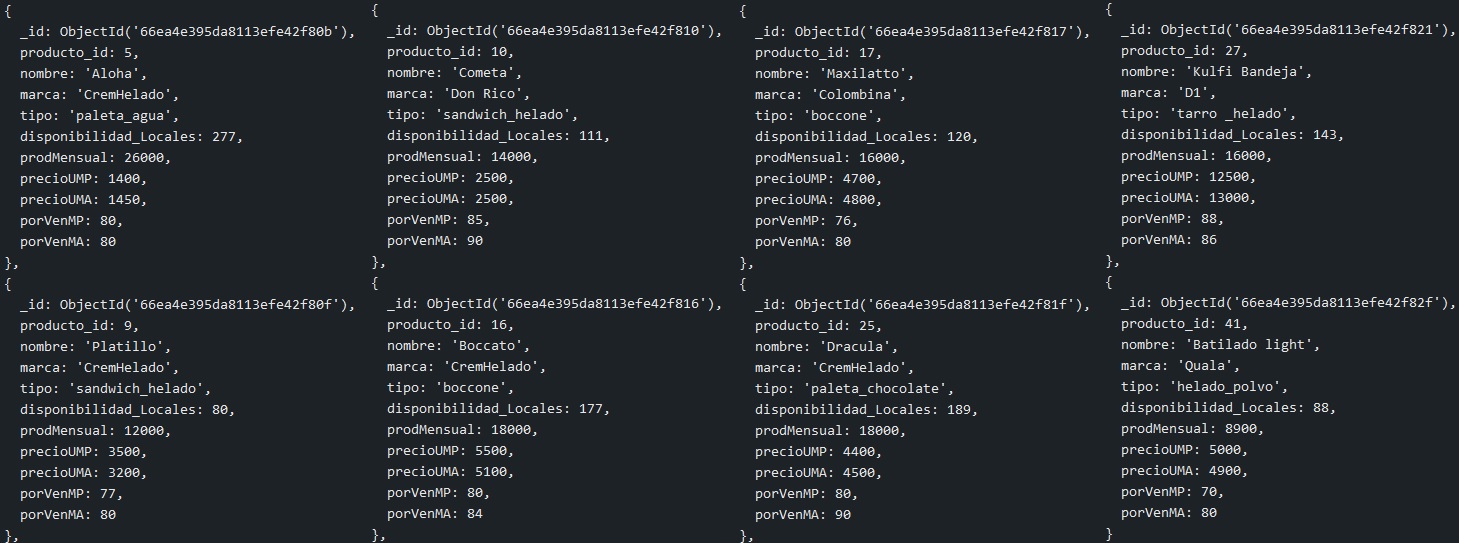 {
_id: ObjectId('66ea4e395da8113efe42f80b'),
producto_id: 5,
nombre: 'Aloha',
marca: 'CremHelado',
tipo: 'paleta_agua',
disponibilidad_Locales: 277,
prodMensual: 26000,
precioUMP: 1400,
precioUMA: 1450,
porVenMP: 80,
porVenMA: 80
},
{
_id: ObjectId('66ea4e395da8113efe42f80f'),
producto_id: 9,
nombre: 'Platillo',
marca: 'CremHelado',
tipo: 'sandwich_helado',
disponibilidad_Locales: 80,
prodMensual: 12000,
precioUMP: 3500,
precioUMA: 3200,
porVenMP: 77,
porVenMA: 80
},
{
_id: ObjectId('66ea4e395da8113efe42f810'),
producto_id: 10,
nombre: 'Cometa',
marca: 'Don Rico',
tipo: 'sandwich_helado',
disponibilidad_Locales: 111,
prodMensual: 14000,
precioUMP: 2500,
precioUMA: 2500,
porVenMP: 85,
porVenMA: 90
},
{
_id: ObjectId('66ea4e395da8113efe42f816'),
producto_id: 16,
nombre: 'Boccato',
marca: 'CremHelado',
tipo: 'boccone',
disponibilidad_Locales: 177,
prodMensual: 18000,
precioUMP: 5500,
precioUMA: 5100,
porVenMP: 80,
porVenMA: 84
},
{
_id: ObjectId('66ea4e395da8113efe42f817'),
producto_id: 17,
nombre: 'Maxilatto',
marca: 'Colombina',
tipo: 'boccone',
disponibilidad_Locales: 120,
prodMensual: 16000,
precioUMP: 4700,
precioUMA: 4800,
porVenMP: 76,
porVenMA: 80
},
{
_id: ObjectId('66ea4e395da8113efe42f81f'),
producto_id: 25,
nombre: 'Dracula',
marca: 'CremHelado',
tipo: 'paleta_chocolate',
disponibilidad_Locales: 189,
prodMensual: 18000,
precioUMP: 4400,
precioUMA: 4500,
porVenMP: 80,
porVenMA: 90
},
{
_id: ObjectId('66ea4e395da8113efe42f821'),
producto_id: 27,
nombre: 'Kulfi Bandeja',
marca: 'D1',
tipo: 'tarro _helado',
disponibilidad_Locales: 143,
prodMensual: 16000,
precioUMP: 12500,
precioUMA: 13000,
porVenMP: 88,
porVenMA: 86
},
{
_id: ObjectId('66ea4e395da8113efe42f82f'),
producto_id: 41,
nombre: 'Batilado light',
marca: 'Quala',
tipo: 'helado_polvo',
disponibilidad_Locales: 88,
prodMensual: 8900,
precioUMP: 5000,
precioUMA: 4900,
porVenMP: 70,
porVenMA: 80
}